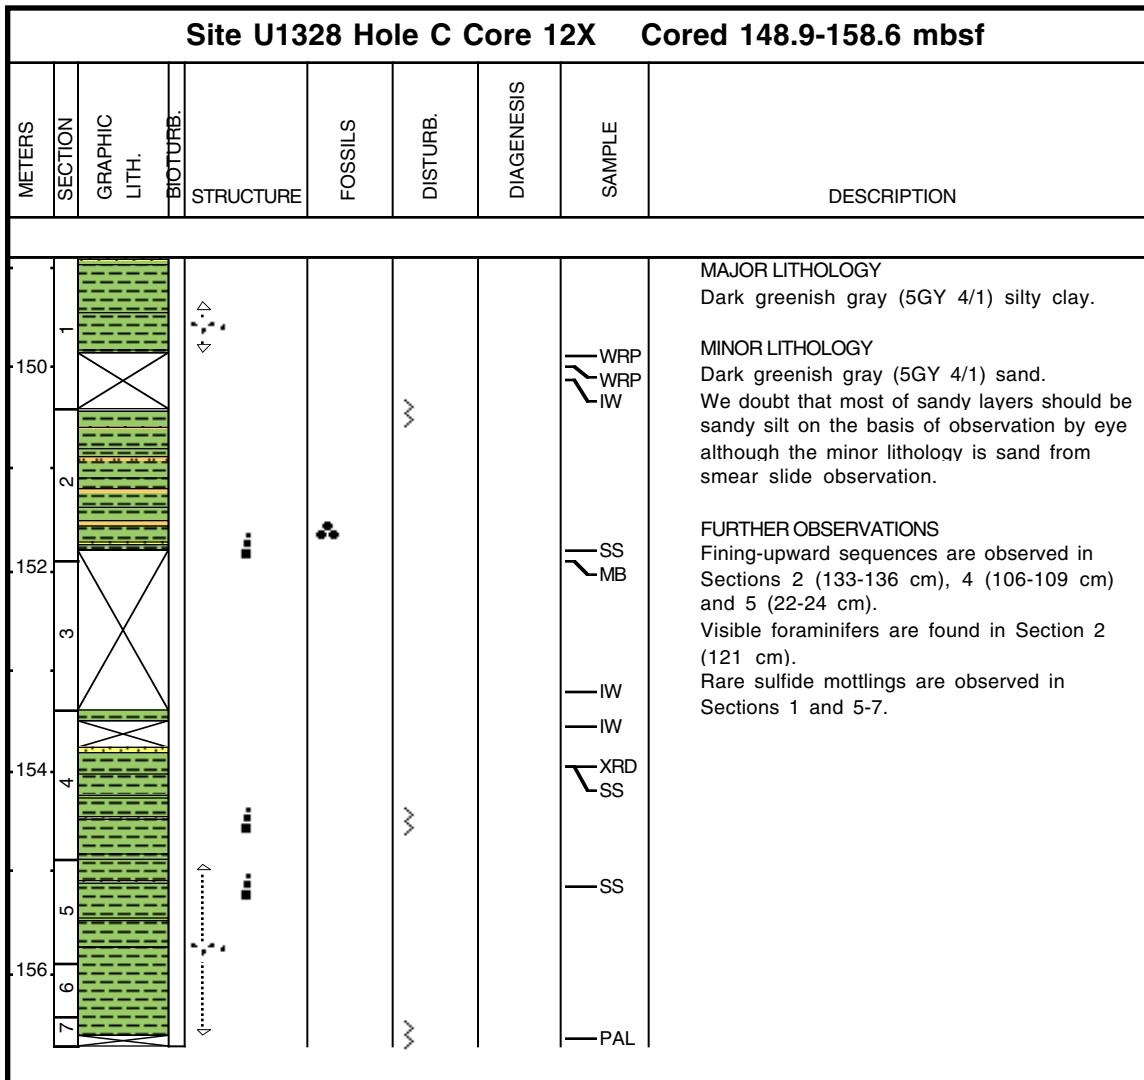 Site U1328 Hole C Core 12X Cored 148.9-158.6 mbsf
METERS
SECTION
GRAPHIC
LITH.
BIOTURB.
STRUCTURE
FOSSILS
DISTURB.
DIAGENESIS
SAMPLE
DESCRIPTION
1
2
3
4
5
6
7
150
152
154
156
WRP
WRP
IW
SS
MB
IW
IW
XRD
SS
SS
PAL
MAJOR LITHOLOGY
Dark greenish gray (5GY 4/1) silty clay.
MINOR LITHOLOGY
Dark greenish gray (5GY 4/1) sand.
We doubt that most of sandy layers should be
sandy silt on the basis of observation by eye
although the minor lithology is sand from
smear slide observation.
FURTHER OBSERVATIONS
Fining-upward sequences are observed in
Sections 2 (133-136 cm), 4 (106-109 cm)
and 5 (22-24 cm).
Visible foraminifers are found in Section 2
(121 cm).
Rare sulfide mottlings are observed in
Sections 1 and 5-7.